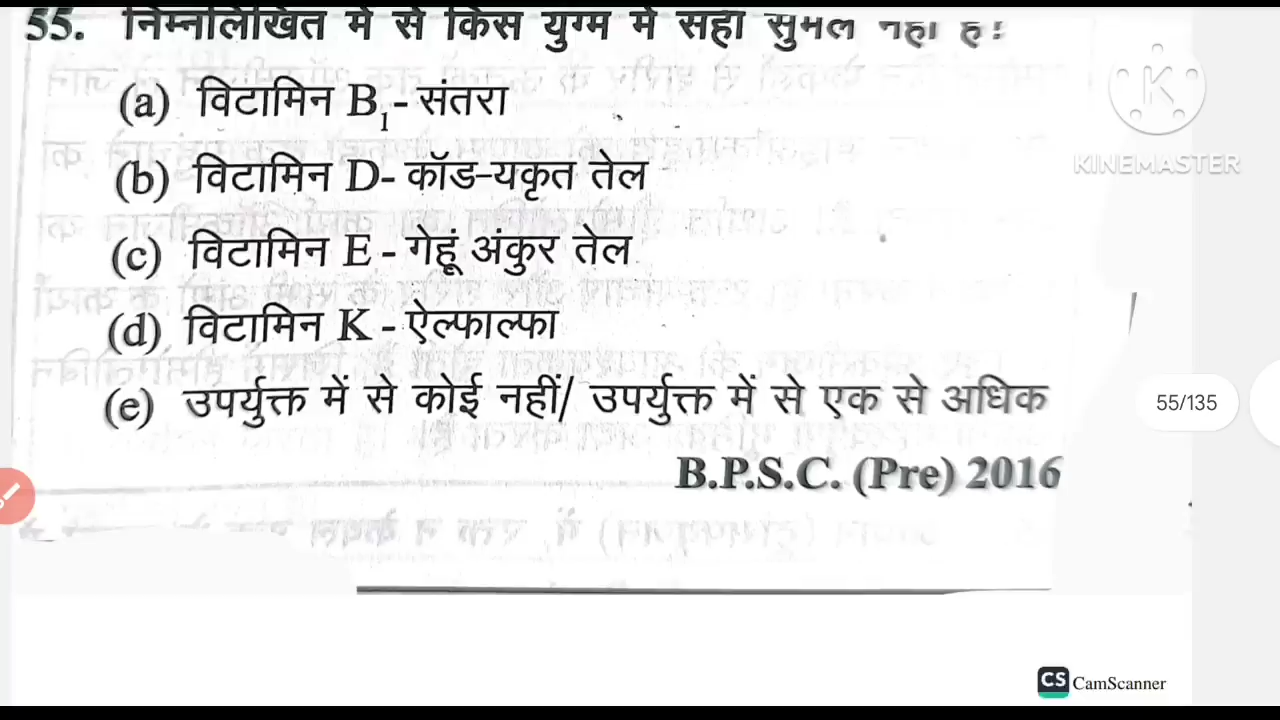 55. निम्नलिखित में से किस युग्म में सही सुमेल नहीं है?
(a) विटामिन B₁- संतरा
(b) विटामिन D- कॉड-यकृत तेल
(c) विटामिन E - गेहूं अंकुर तेल
(d) विटामिन K - ऐल्फाल्फा
(e) उपर्युक्त में से कोई नहीं/ उपर्युक्त में से एक से अधिक
B.P.S.C. (Pre) 2016
K
KINEMASTER
55/135
CS CamScanner